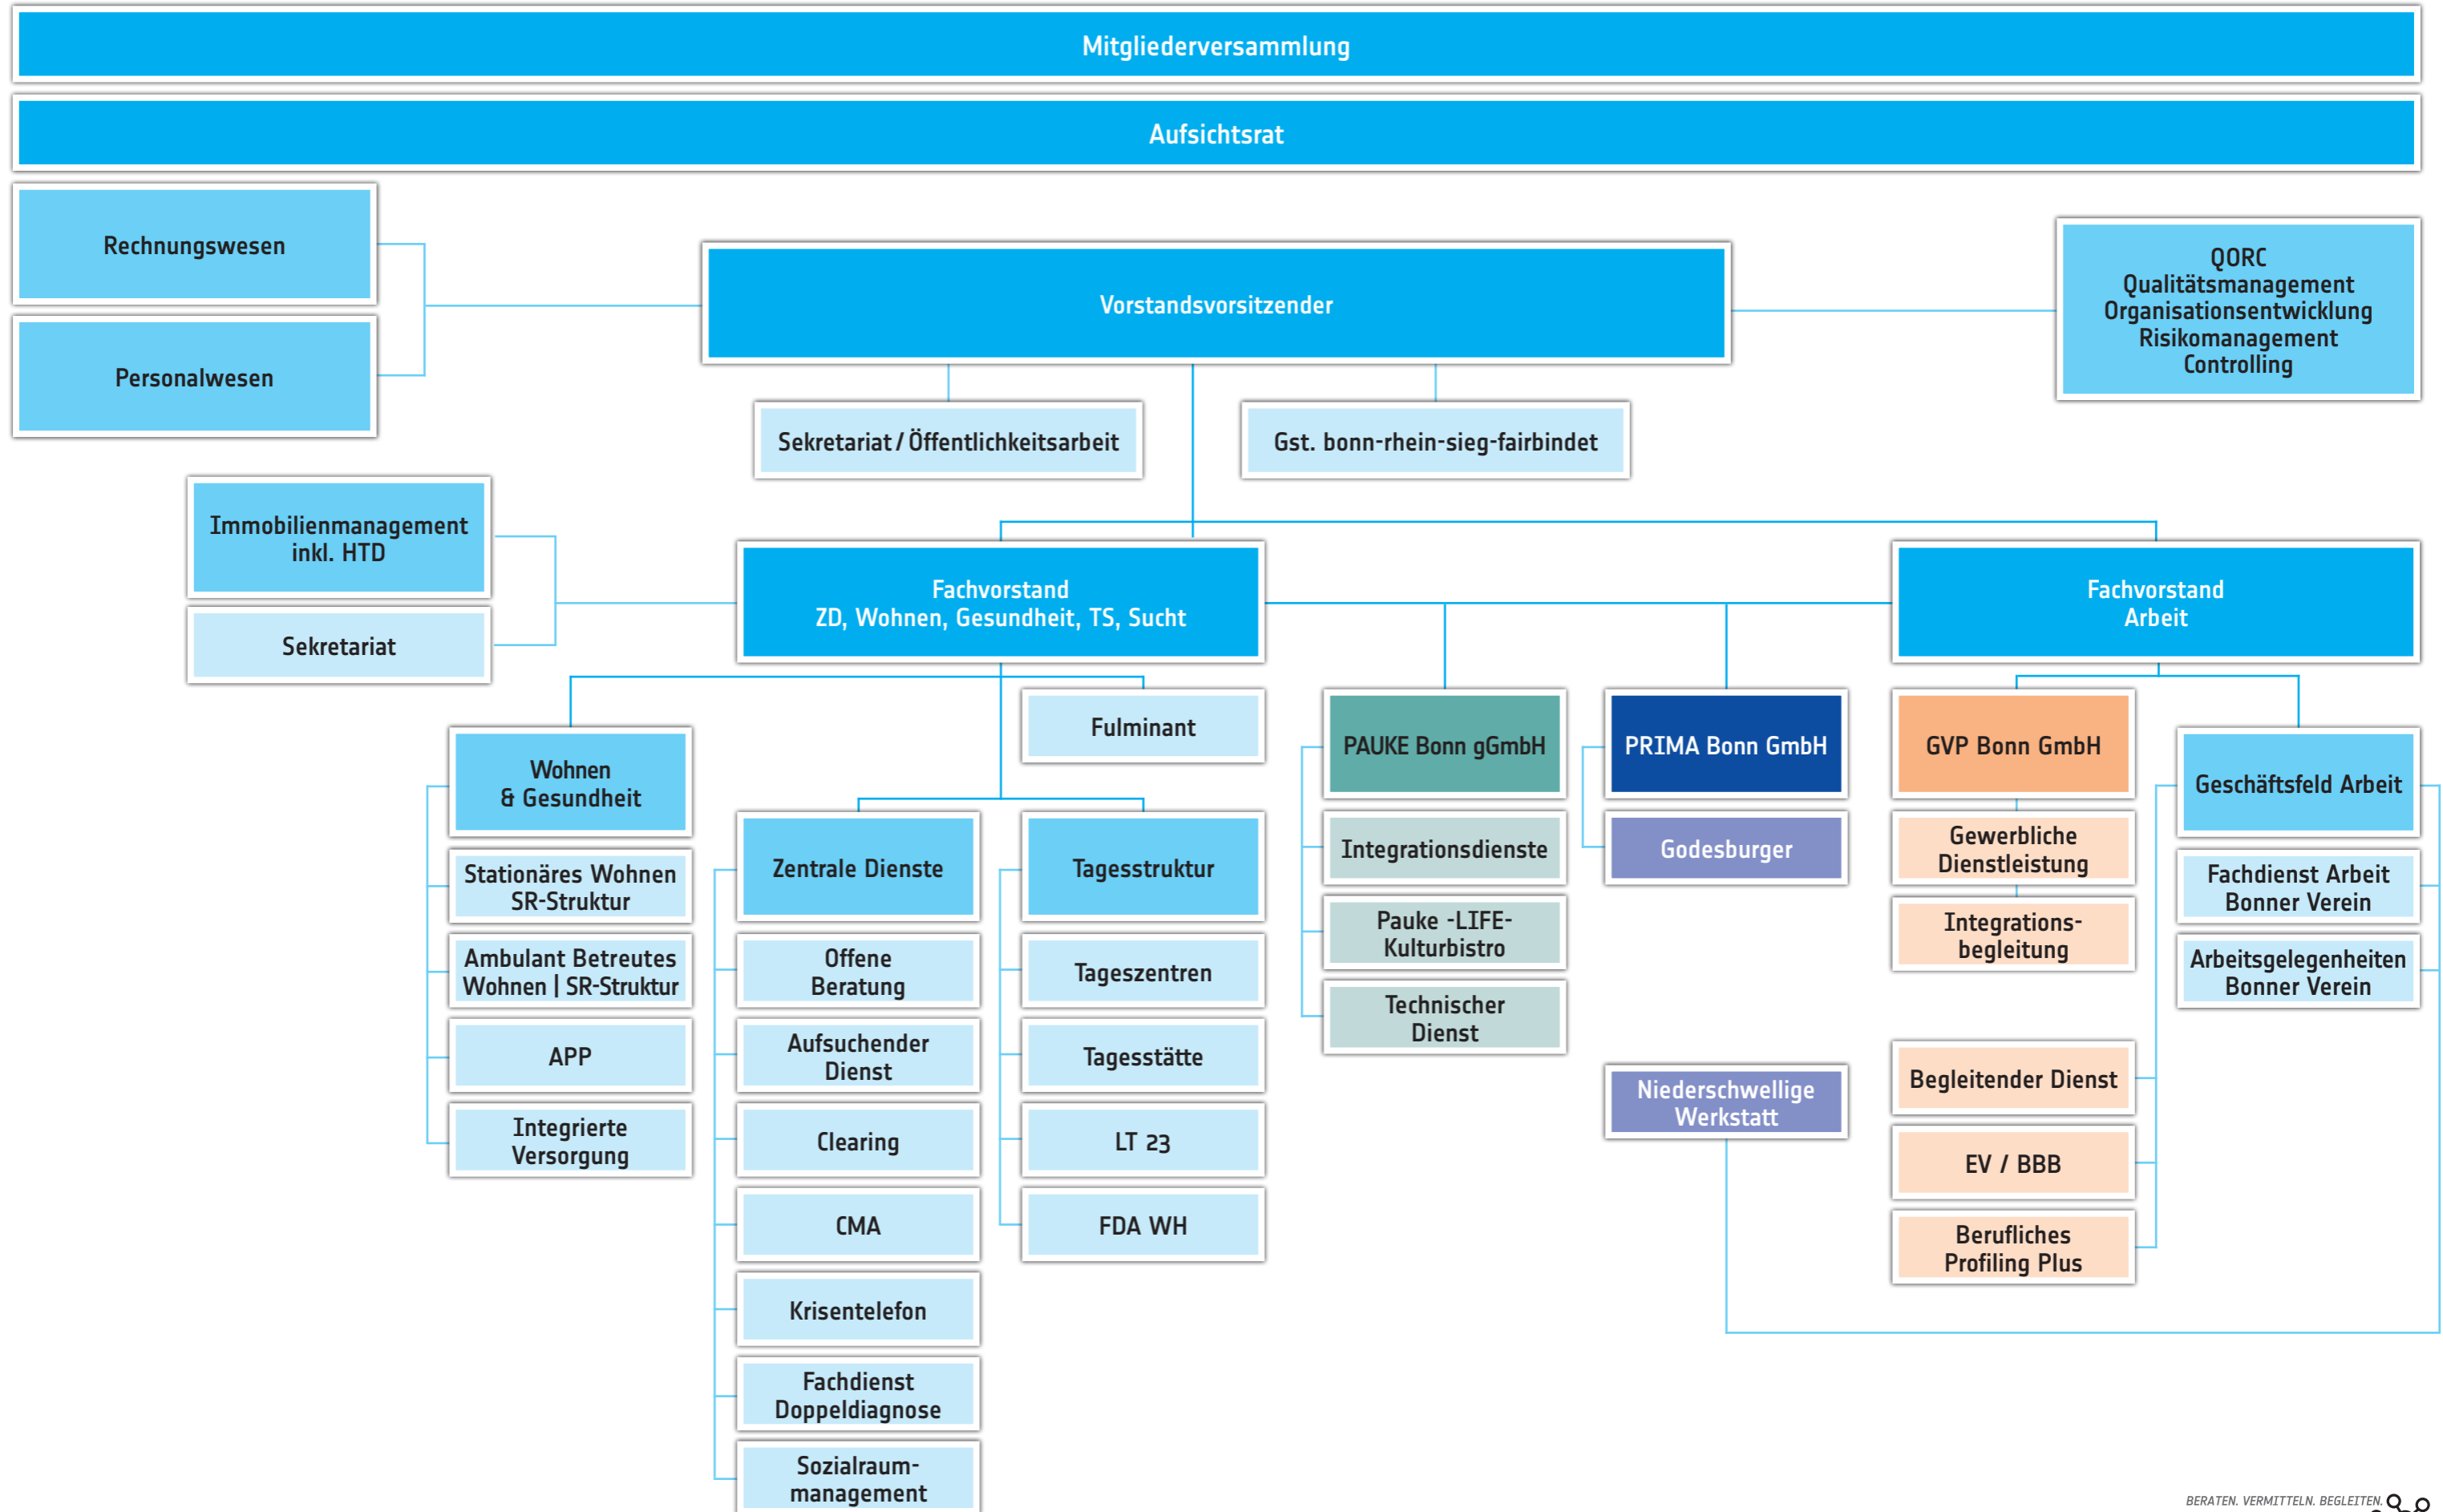 Mitgliederversammlung
Aufsichtsrat
Rechnungswesen
Personalwesen
Vorstandsvorsitzender
QORC
Qualitätsmanagement
Organisationsentwicklung
Risikomanagement
Controlling
Sekretariat / Öffentlichkeitsarbeit
Gst. bonn-rhein-sieg-fairbindet
Immobilienmanagement
inkl. HTD
Sekretariat
Fachvorstand
ZD, Wohnen, Gesundheit, TS, Sucht
Fachvorstand
Arbeit
Wohnen
& Gesundheit
Stationäres Wohnen
SR-Struktur
Ambulant Betreutes
Wohnen | SR-Struktur
APP
Integrierte
Versorgung
Zentrale Dienste
Offene
Beratung
Aufsuchender
Dienst
Clearing
CMA
Krisentelefon
Fachdienst
Doppeldiagnose
Sozialraum-
management
Fulminant
Tagesstruktur
Tageszentren
Tagesstätte
LT 23
FDA WH
PAUKE Bonn gGmbH
Integrationsdienste
Pauke -LIFE-
Kulturbistro
Technischer
Dienst
PRIMA Bonn GmbH
Godesburger
Niederschwellige
Werkstatt
GVP Bonn GmbH
Gewerbliche
Dienstleistung
Integrations-
begleitung
Begleitender Dienst
EV / BBB
Berufliches
Profiling Plus
Geschäftsfeld Arbeit
Fachdienst Arbeit
Bonner Verein
Arbeitsgelegenheiten
Bonner Verein
BERATEN. VERMITTELN. BEGLEITEN.